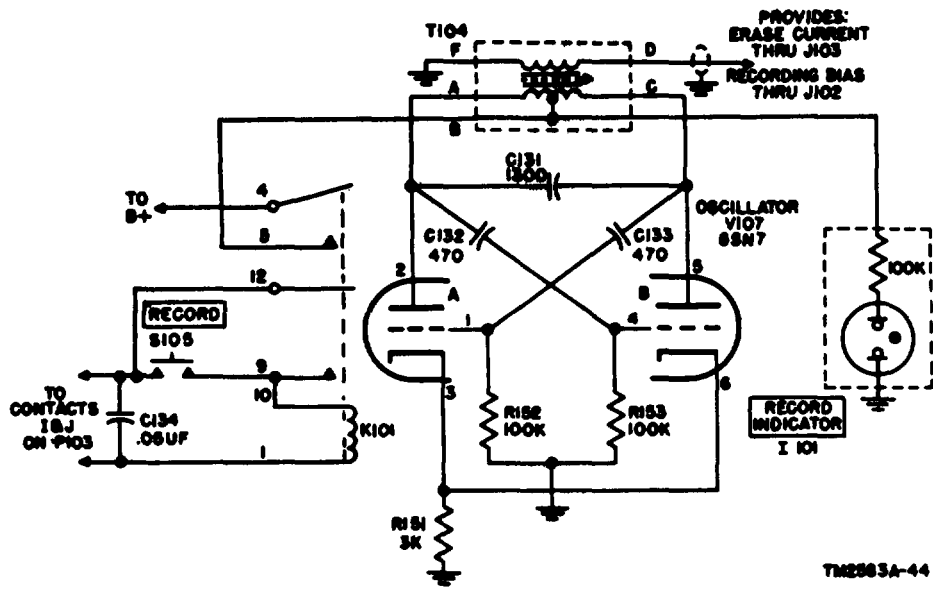 T104
PROVIDES:
ERASE CURRENT
THRU J103
RECORDING BIAS
THRU J102
F
D
A
C
B
C131
1300
TO
B+
4
5
OSCILLATOR
V107
6SN7
C132
470
C133
470
12
2
5
A
B
100K
RECORD
S105
1
4
9
10
3
6
TO
CONTACTS
I&J
ON P103
C134
.05UF
K101
1
R152
100K
R153
100K
RECORD
INDICATOR
I 101
R151
3K
TM2583A-44